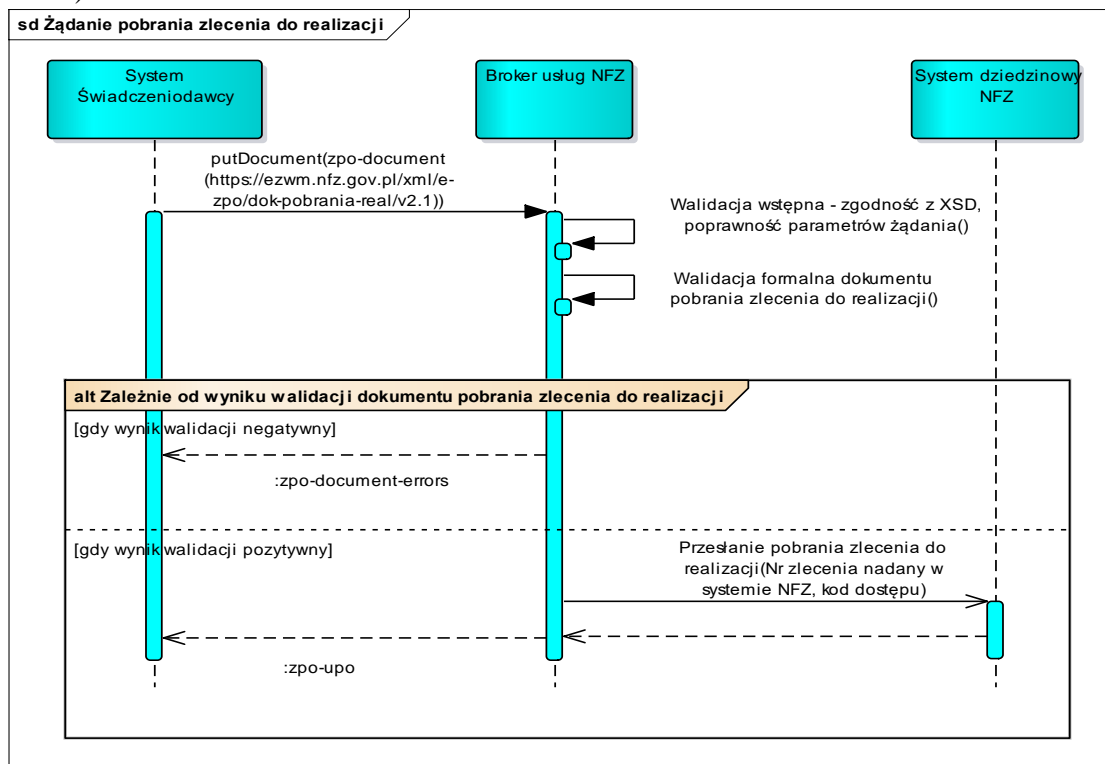 )
sd Żądanie pobrania zlecenia do realizacji
System
Świadczeniodawcy
Broker usług NFZ
System dziedzinowy
NFZ
putDocument(zpo-document
(https://ezwm.nfz.gov.pl/xml/e-
zpo/dok-pobrania-real/v2.1))
Walidacja wstępna - zgodność z XSD,
poprawność parametrów żądania()
Walidacja formalna dokumentu
pobrania zlecenia do realizacji()
alt Zależnie od wyniku walidacji dokumentu pobrania zlecenia do realizacji
[gdy wynik walidacji negatywny]
:zpo-document-errors
[gdy wynik walidacji pozytywny]
Przesłanie pobrania zlecenia do
realizacji(Nr zlecenia nadany w
systemie NFZ, kod dostępu)
:zpo-upo